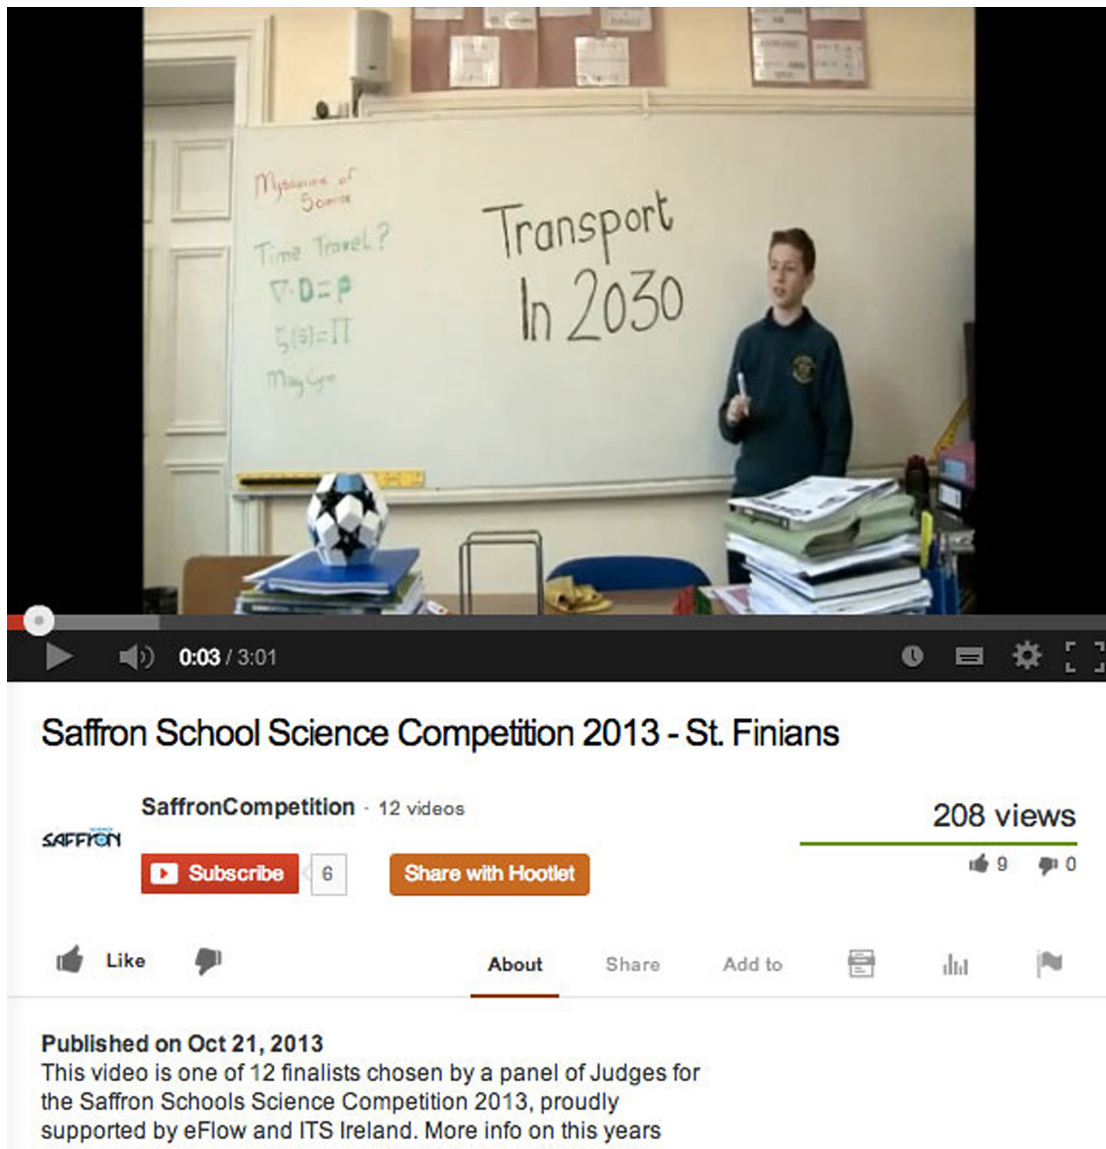 Mysteries of
Science
Time Travel?
∇·D=ρ
Transport
In 2030
0:03 / 3:01
Saffron School Science Competition 2013 - St. Finians
SaffronCompetition · 12 videos
208 views
SAFFRON
Subscribe
6
Share with Hootlet
9
0
Like
About
Share
Add to
Published on Oct 21, 2013
This video is one of 12 finalists chosen by a panel of Judges for
the Saffron Schools Science Competition 2013, proudly
supported by eFlow and ITS Ireland. More info on this years